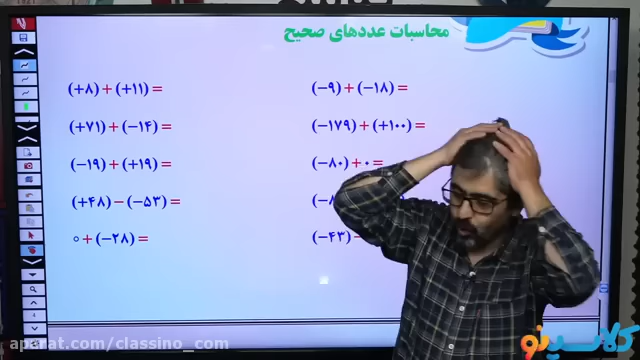 محاسبات عددهای صحیح
(+۸) + (+۱۱) =
(-۹) + (-۱۸) =
(+۷۱) + (-۱۴) =
(-۱۷۹) + (+۱۰۰) =
(-۱۹) + (+۱۹) =
(-۸۰) + ۰ =
(+۴۸) - (-۵۳) =
۰ + (-۲۸) =
(-۴۳) -
aparat.com/classino_com
کلاسینو